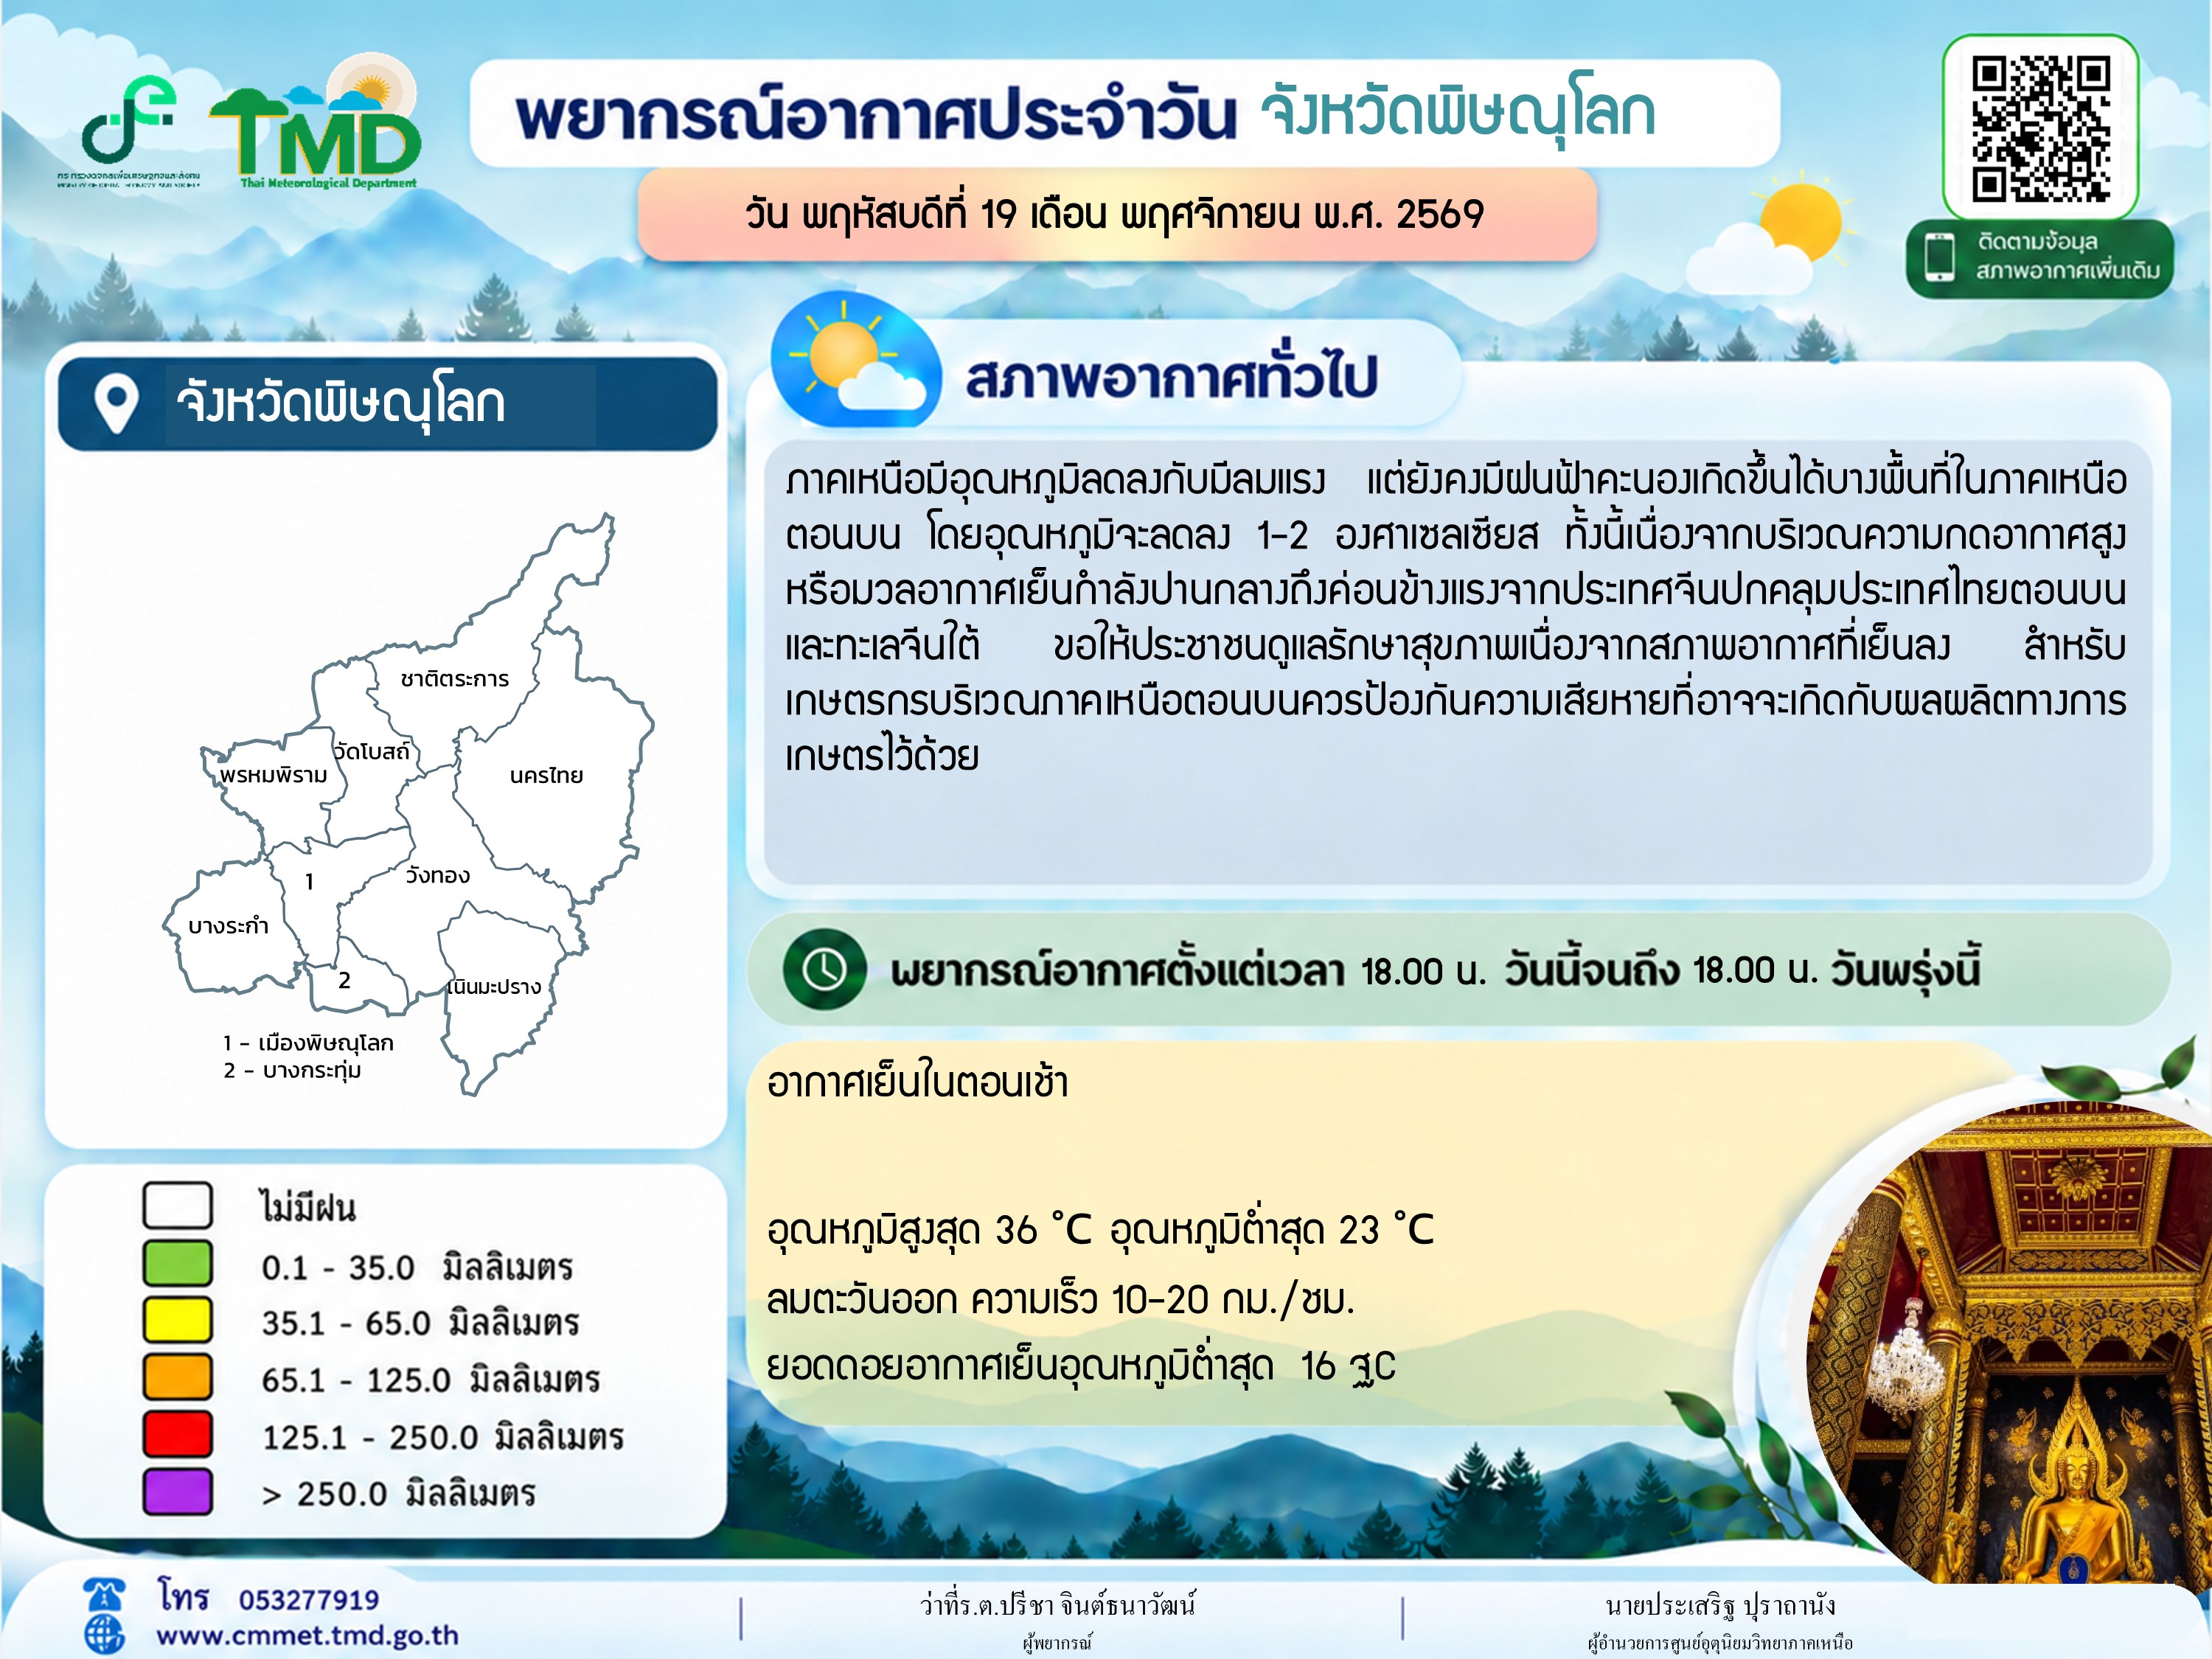 พยากรณ์อากาศประจำวัน จังหวัดพิษณุโลก
TMD
Thai Meteorological Department
วัน พฤหัสบดีที่ 19 เดือน พฤศจิกายน พ.ศ. 2569
ติดตามข้อมูล
สภาพอากาศเพิ่มเติม
จังหวัดพิษณุโลก
ชาติตระการ
วัดโบสถ์
พรหมพิราม
นครไทย
1
วังทอง
บางระกำ
2
เนินมะปราง
1 - เมืองพิษณุโลก
2 - บางกระทุ่ม
ไม่มีฝน
0.1 - 35.0 มิลลิเมตร
35.1 - 65.0 มิลลิเมตร
65.1 - 125.0 มิลลิเมตร
125.1 - 250.0 มิลลิเมตร
> 250.0 มิลลิเมตร
สภาพอากาศทั่วไป
ภาคเหนือมีอุณหภูมิลดลงกับมีลมแรง แต่ยังคงมีฝนฟ้าคะนองเกิดขึ้นได้บางพื้นที่ในภาคเหนือ
ตอนบน โดยอุณหภูมิจะลดลง 1-2 องศาเซลเซียส ทั้งนี้เนื่องจากบริเวณความกดอากาศสูง
หรือมวลอากาศเย็นกำลังปานกลางถึงค่อนข้างแรงจากประเทศจีนปกคลุมประเทศไทยตอนบน
และทะเลจีนใต้ ขอให้ประชาชนดูแลรักษาสุขภาพเนื่องจากสภาพอากาศที่เย็นลง สำหรับ
เกษตรกรบริเวณภาคเหนือตอนบนควรป้องกันความเสียหายที่อาจจะเกิดกับผลผลิตทางการ
เกษตรไว้ด้วย
พยากรณ์อากาศตั้งแต่เวลา 18.00 น. วันนี้จนถึง 18.00 น. วันพรุ่งนี้
อากาศเย็นในตอนเช้า
อุณหภูมิสูงสุด 36 °C อุณหภูมิต่ำสุด 23 °C
ลมตะวันออก ความเร็ว 10-20 กม./ชม.
ยอดดอยอากาศเย็นอุณหภูมิต่ำสุด 16 ฐC
โทร 053277919
www.cmmet.tmd.go.th
ว่าที่ร.ต.ปรีชา จินต์ธนาวัฒน์
ผู้พยากรณ์
นายประเสริฐ ปุราถานัง
ผู้อำนวยการศูนย์อุตุนิยมวิทยาภาคเหนือ